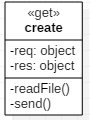 «get»
create
-req: object
-res: object
-readFile()
-send()